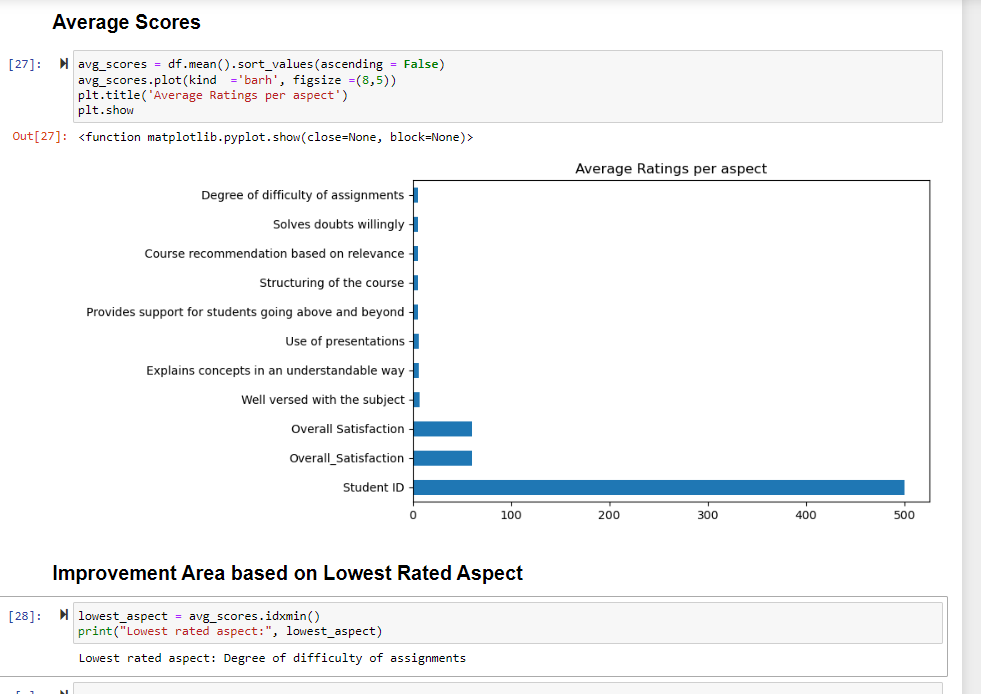 Average Scores
[27]:
avg_scores = df.mean().sort_values(ascending = False)
avg_scores.plot(kind  ='barh', figsize =(8,5))
plt.title('Average Ratings per aspect')
plt.show
Out[27]: <function matplotlib.pyplot.show(close=None, block=None)>
Average Ratings per aspect
Degree of difficulty of assignments
Solves doubts willingly
Course recommendation based on relevance
Structuring of the course
Provides support for students going above and beyond
Use of presentations
Explains concepts in an understandable way
Well versed with the subject
Overall Satisfaction
Overall_Satisfaction
Student ID
0 100 200 300 400 500
Improvement Area based on Lowest Rated Aspect
[28]:
lowest_aspect = avg_scores.idxmin()
print("Lowest rated aspect:", lowest_aspect)
Lowest rated aspect: Degree of difficulty of assignments